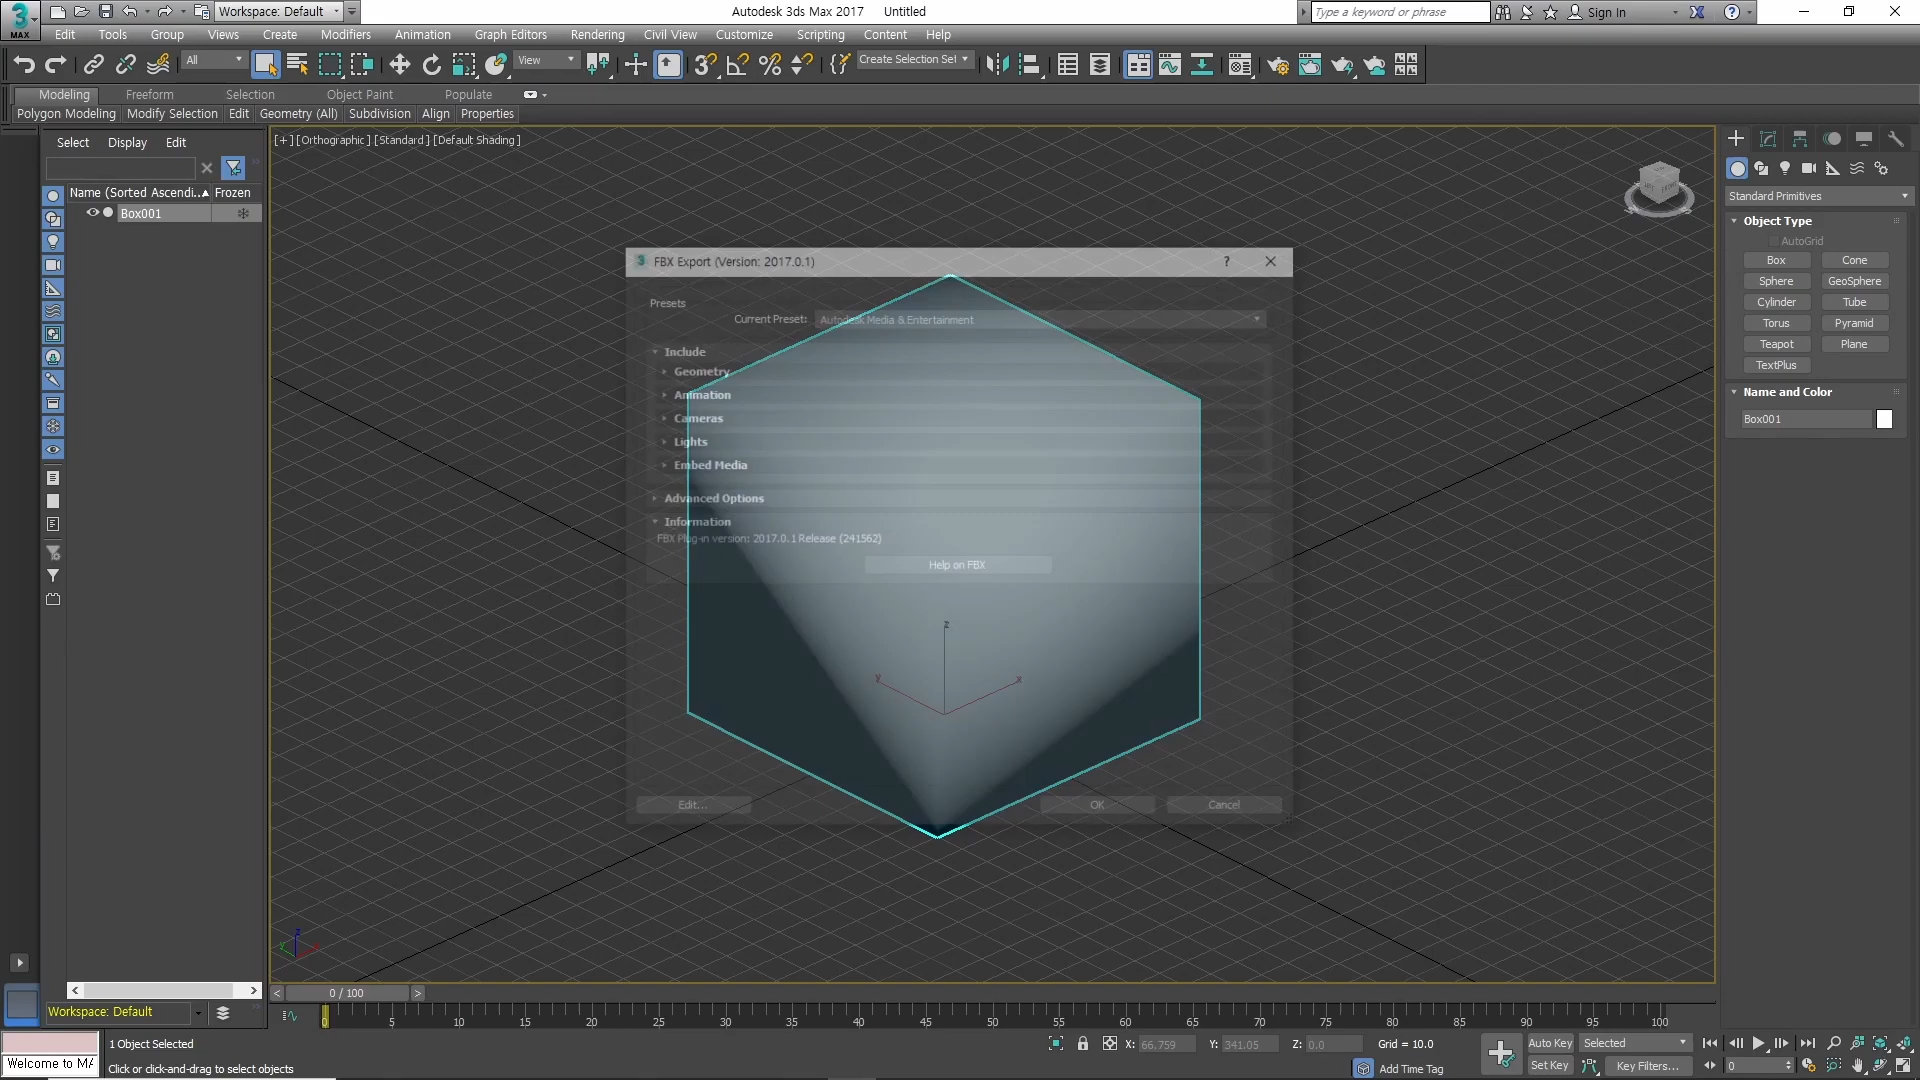 Workspace: Default
Autodesk 3ds Max 2017 Untitled
Type a keyword or phrase
Sign In
MAX
Edit Tools Group Views Create Modifiers Animation Graph Editors Rendering Civil View Customize Scripting Content Help
All
View
Create Selection Set
Modeling Freeform Selection Object Paint Populate
Polygon Modeling Modify Selection Edit Geometry (All) Subdivision Align Properties
Select Display Edit
Name (Sorted Ascendi... Frozen
Box001
[+] [Orthographic] [Standard] [Default Shading]
FBX Export (Version: 2017.0.1)
Presets
Current Preset: Autodesk Media & Entertainment
Include
Geometry
Animation
Cameras
Lights
Embed Media
Advanced Options
Information
FBX Plug-in version: 2017.0.1 Release (241562)
Help on FBX
z
y x
Edit... OK Cancel
Standard Primitives
Object Type
AutoGrid
Box Cone
Sphere GeoSphere
Cylinder Tube
Torus Pyramid
Teapot Plane
TextPlus
Name and Color
Box001
0 / 100
Workspace: Default
0 5 10 15 20 25 30 35 40 45 50 55 60 65 70 75 80 85 90 95 100
1 Object Selected
X: 66.759 Y: 341.05 Z: 0.0 Grid = 10.0
Auto Key Selected
Welcome to MA
Click or click-and-drag to select objects
Add Time Tag
Set Key Key Filters...
0